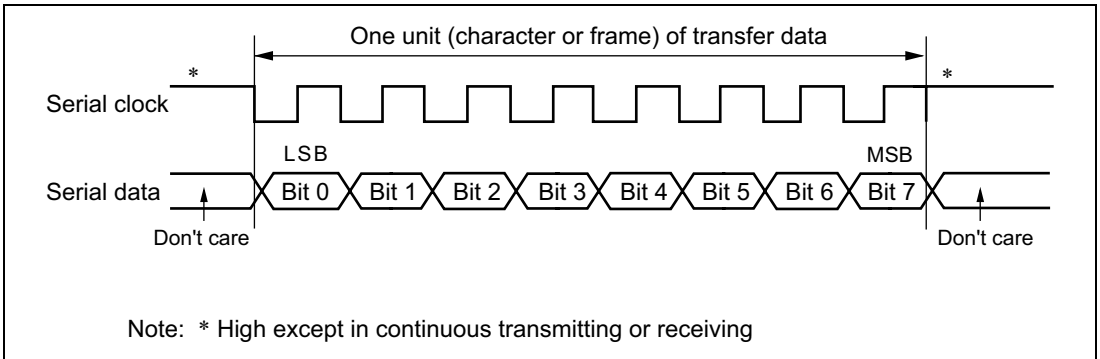 One unit (character or frame) of transfer data
* *
Serial clock
LSB MSB
Serial data Bit 0 Bit 1 Bit 2 Bit 3 Bit 4 Bit 5 Bit 6 Bit 7
Don't care Don't care
Note: * High except in continuous transmitting or receiving